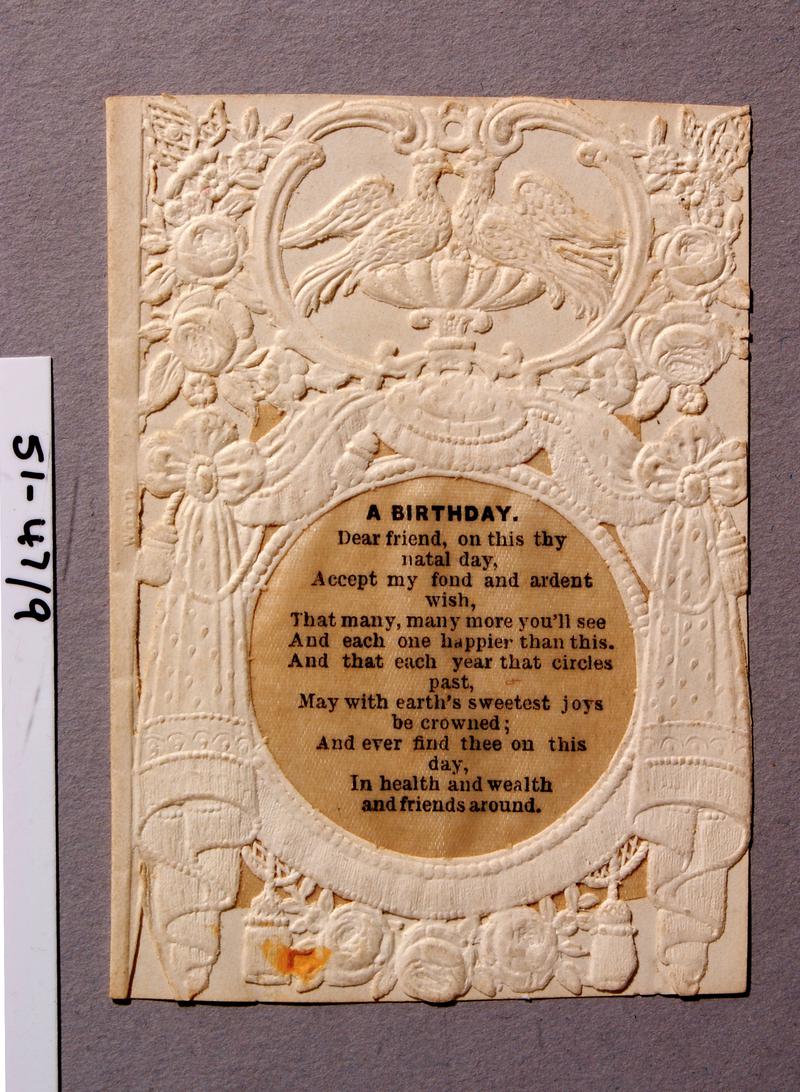 A BIRTHDAY.
Dear friend, on this thy
natal day,
Accept my fond and ardent
wish,
That many, many more you'll see
And each one happier than this.
And that each year that circles
past,
May with earth's sweetest joys
be crowned;
And ever find thee on this
day,
In health and wealth
and friends around.
51-47/9